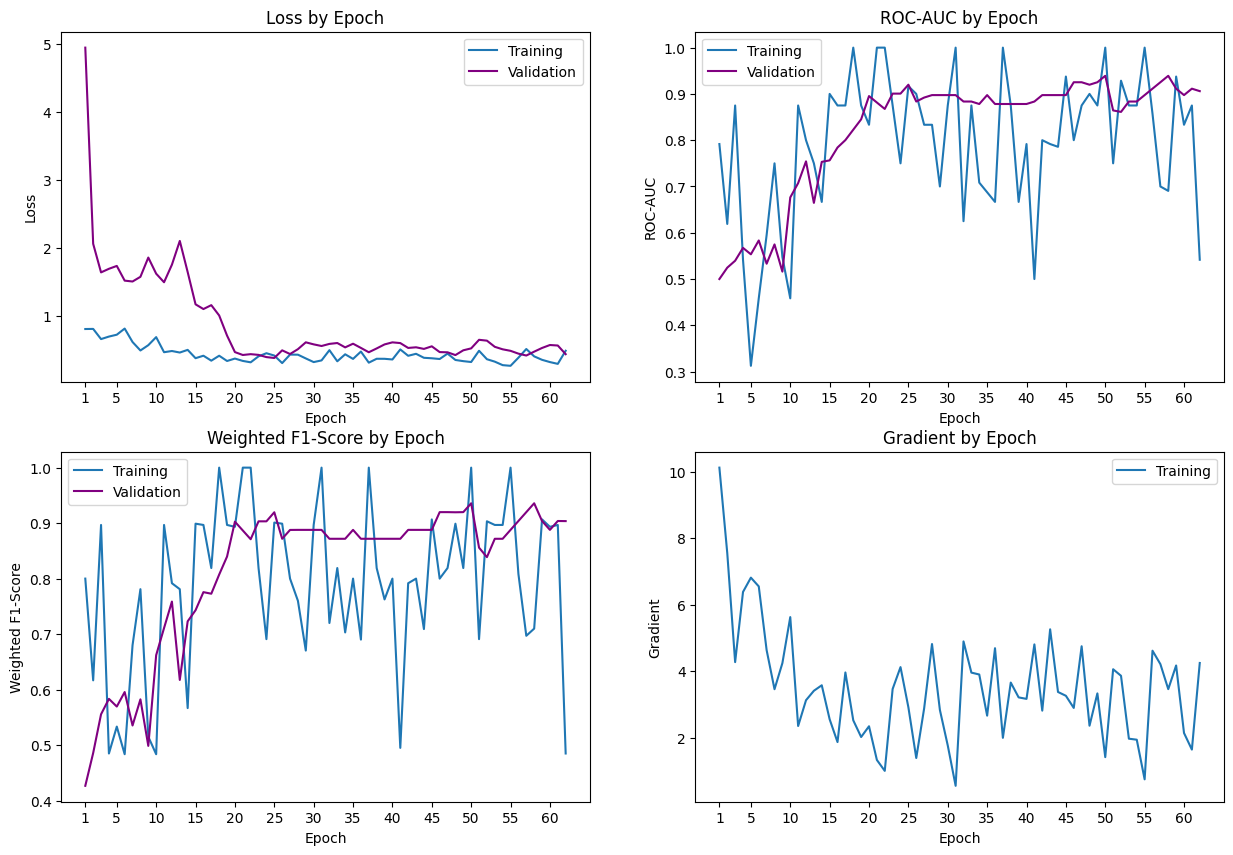 Loss by Epoch
Training
Validation
Loss
5
4
3
2
1
1 5 10 15 20 25 30 35 40 45 50 55 60
Epoch
ROC-AUC by Epoch
Training
Validation
ROC-AUC
1.0
0.9
0.8
0.7
0.6
0.5
0.4
0.3
1 5 10 15 20 25 30 35 40 45 50 55 60
Epoch
Weighted F1-Score by Epoch
Training
Validation
Weighted F1-Score
1.0
0.9
0.8
0.7
0.6
0.5
0.4
1 5 10 15 20 25 30 35 40 45 50 55 60
Epoch
Gradient by Epoch
Training
Gradient
10
8
6
4
2
1 5 10 15 20 25 30 35 40 45 50 55 60
Epoch